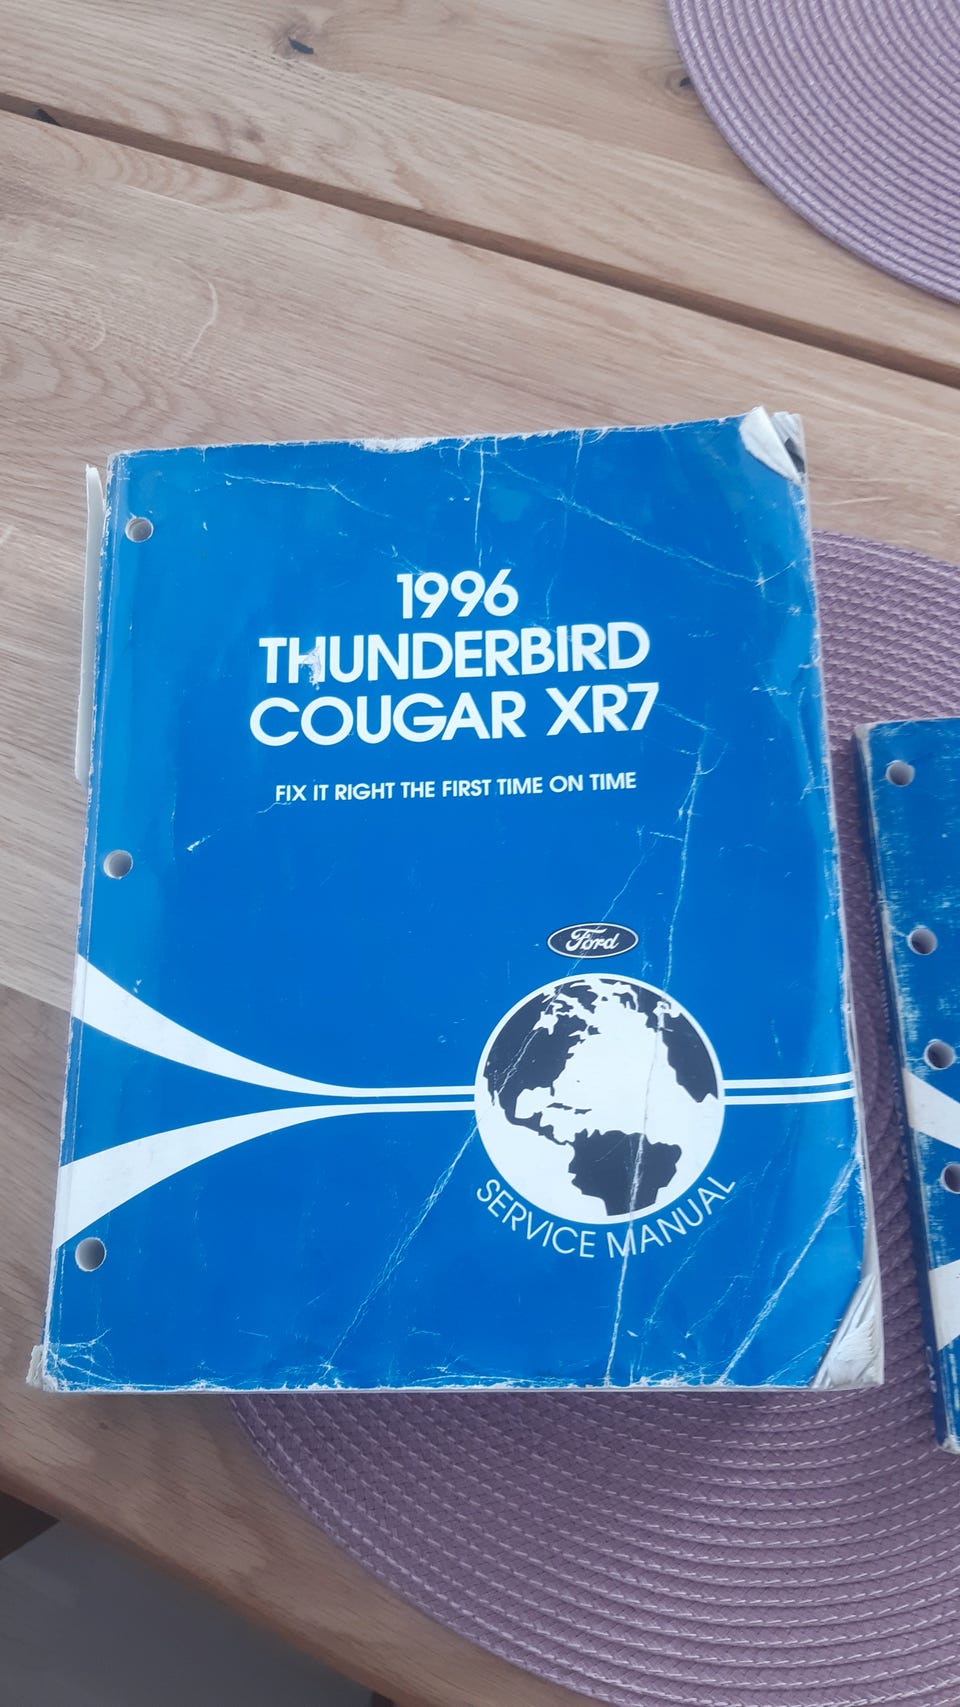 1996
THUNDERBIRD
COUGAR XR7
FIX IT RIGHT THE FIRST TIME ON TIME
Ford
SERVICE MANUAL